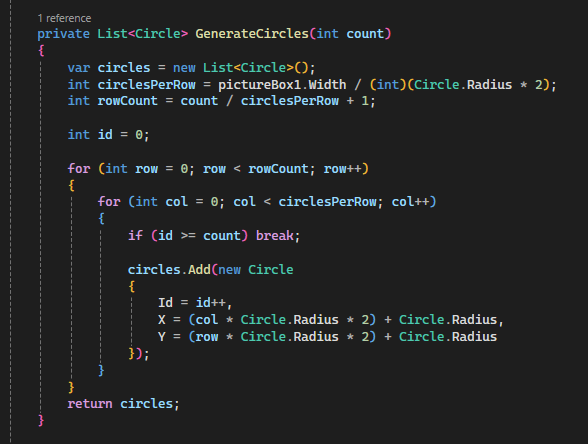 1 reference
private List<Circle> GenerateCircles(int count)
{
    var circles = new List<Circle>();
    int circlesPerRow = pictureBox1.Width / (int)(Circle.Radius * 2);
    int rowCount = count / circlesPerRow + 1;

    int id = 0;

    for (int row = 0; row < rowCount; row++)
    {
        for (int col = 0; col < circlesPerRow; col++)
        {
            if (id >= count) break;

            circles.Add(new Circle
            {
                Id = id++,
                X = (col * Circle.Radius * 2) + Circle.Radius,
                Y = (row * Circle.Radius * 2) + Circle.Radius
            });
        }
    }
    return circles;
}